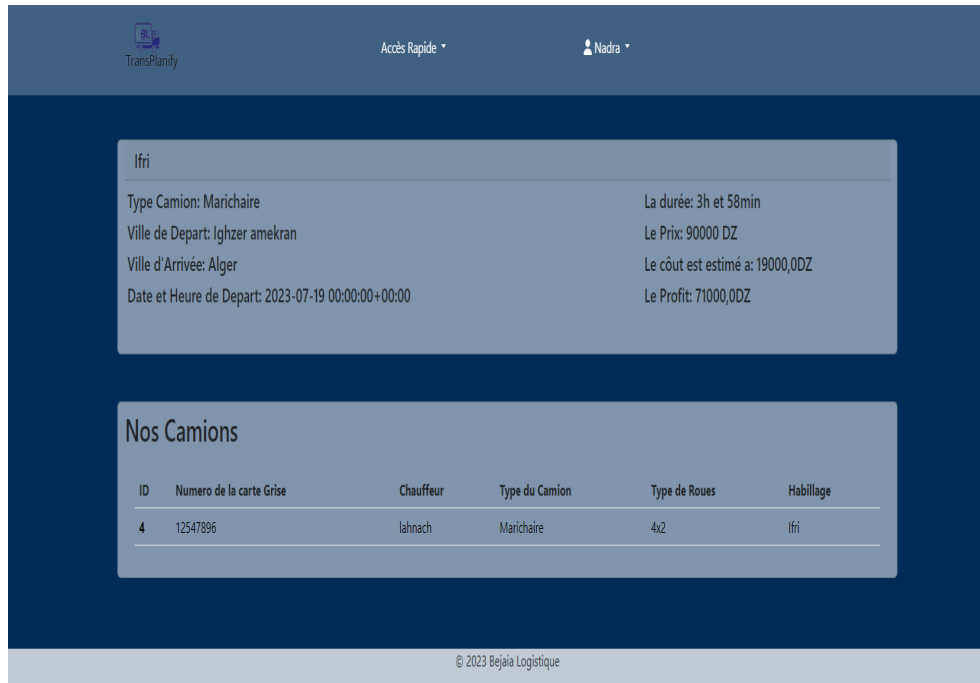 BL
TransPlanify
Accès Rapide
Nadra
Ifri
Type Camion: Marichaire
La durée: 3h et 58min
Ville de Depart: Ighzer amekran
Le Prix: 90000 DZ
Ville d'Arrivée: Alger
Le côut est estimé a: 19000,0DZ
Date et Heure de Depart: 2023-07-19 00:00:00+00:00
Le Profit: 71000,0DZ
Nos Camions
ID Numero de la carte Grise Chauffeur Type du Camion Type de Roues Habillage
4 12547896 lahnach Marichaire 4x2 Ifri
© 2023 Bejaia Logistique